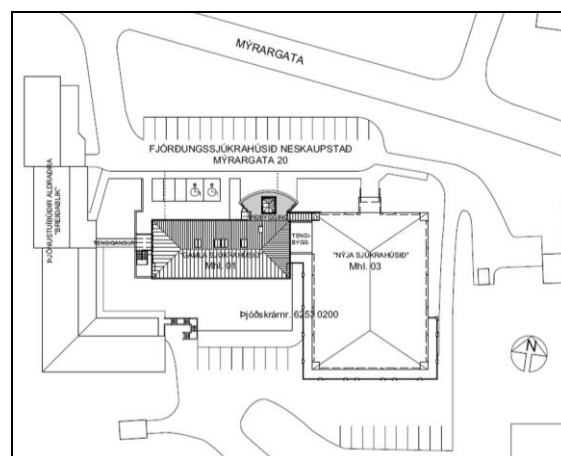 MÝRARGATA
FJÓRÐUNGSSJÚKRAHÚSIÐ NESKAUPSTAÐ
MÝRARGATA 20
ÞJÓNUSTUÍBÚÐIR ALDRAÐRA
"BREIÐABLIK"
TENGIGANGUR
"GAMLA SJÚKRAHÚSIÐ"
Mhl. 01
TENGI
BYGG.
"NÝJA SJÚKRAHÚSIÐ"
Mhl. 03
Þjóðskrárnr. 6253 0200
N